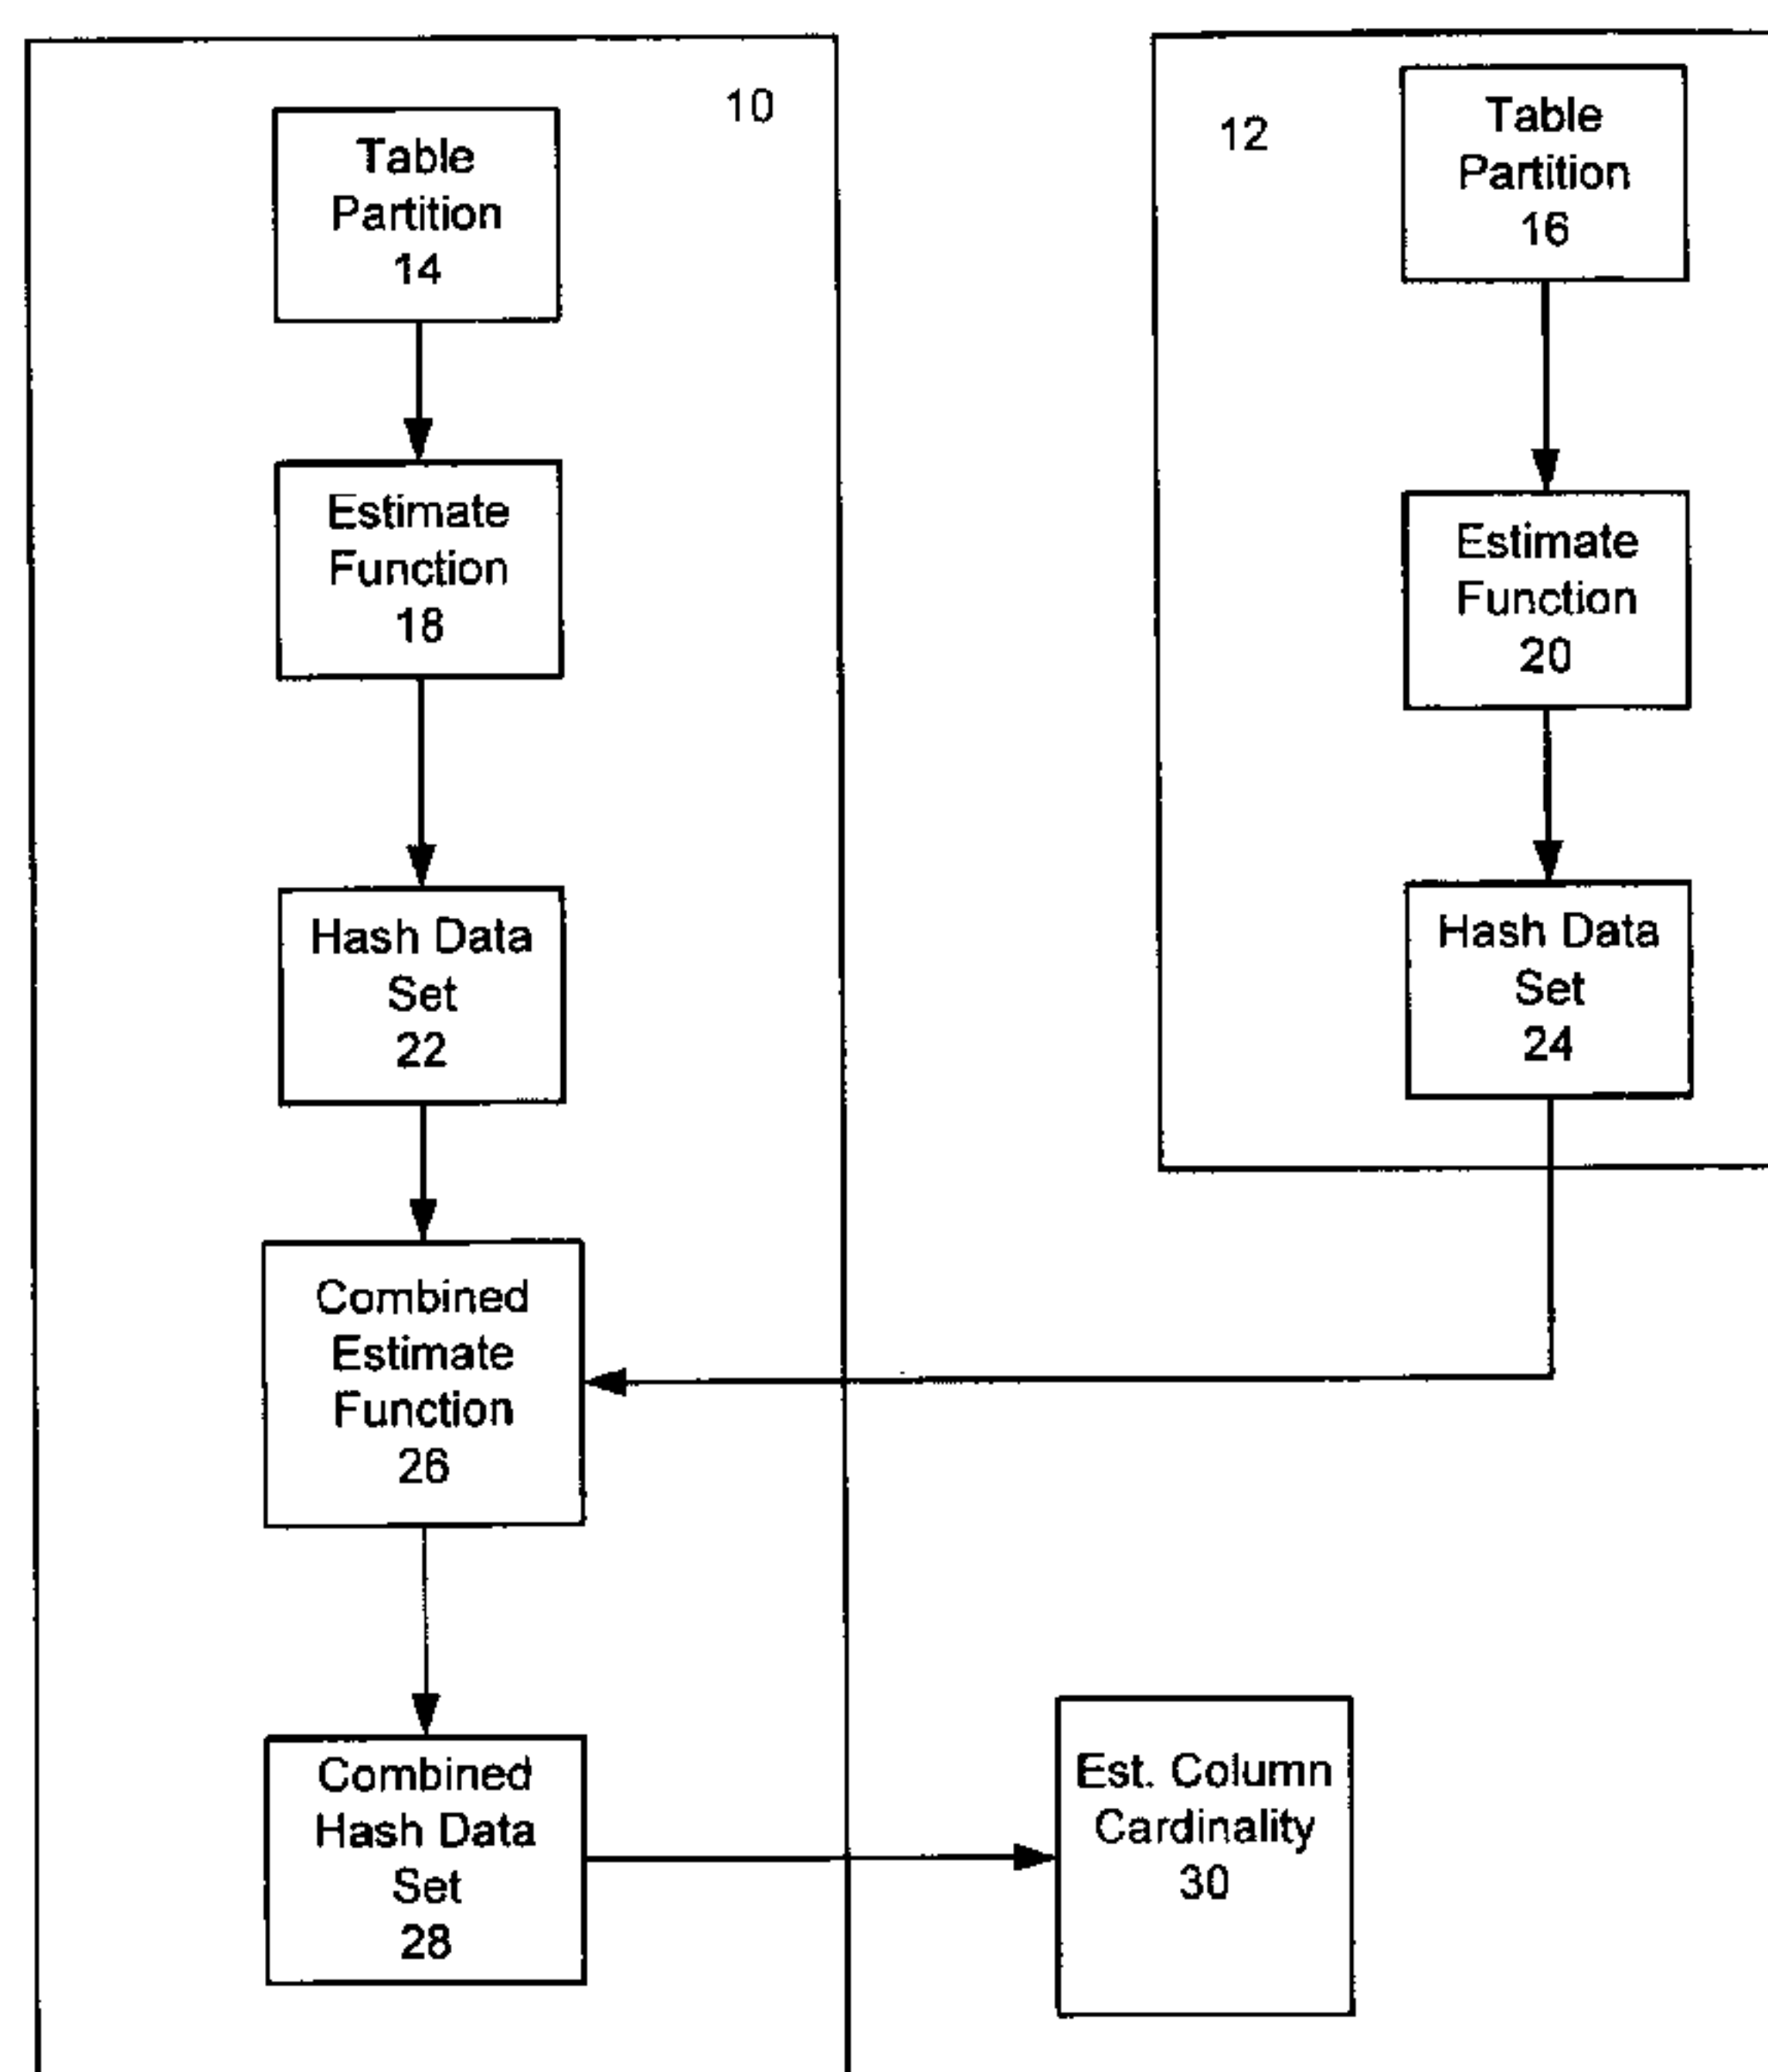 10
Table
Partition
14
Estimate
Function
18
Hash Data
Set
22
Combined
Estimate
Function
26
Combined
Hash Data
Set
28
12
Table
Partition
16
Estimate
Function
20
Hash Data
Set
24
Est. Column
Cardinality
30